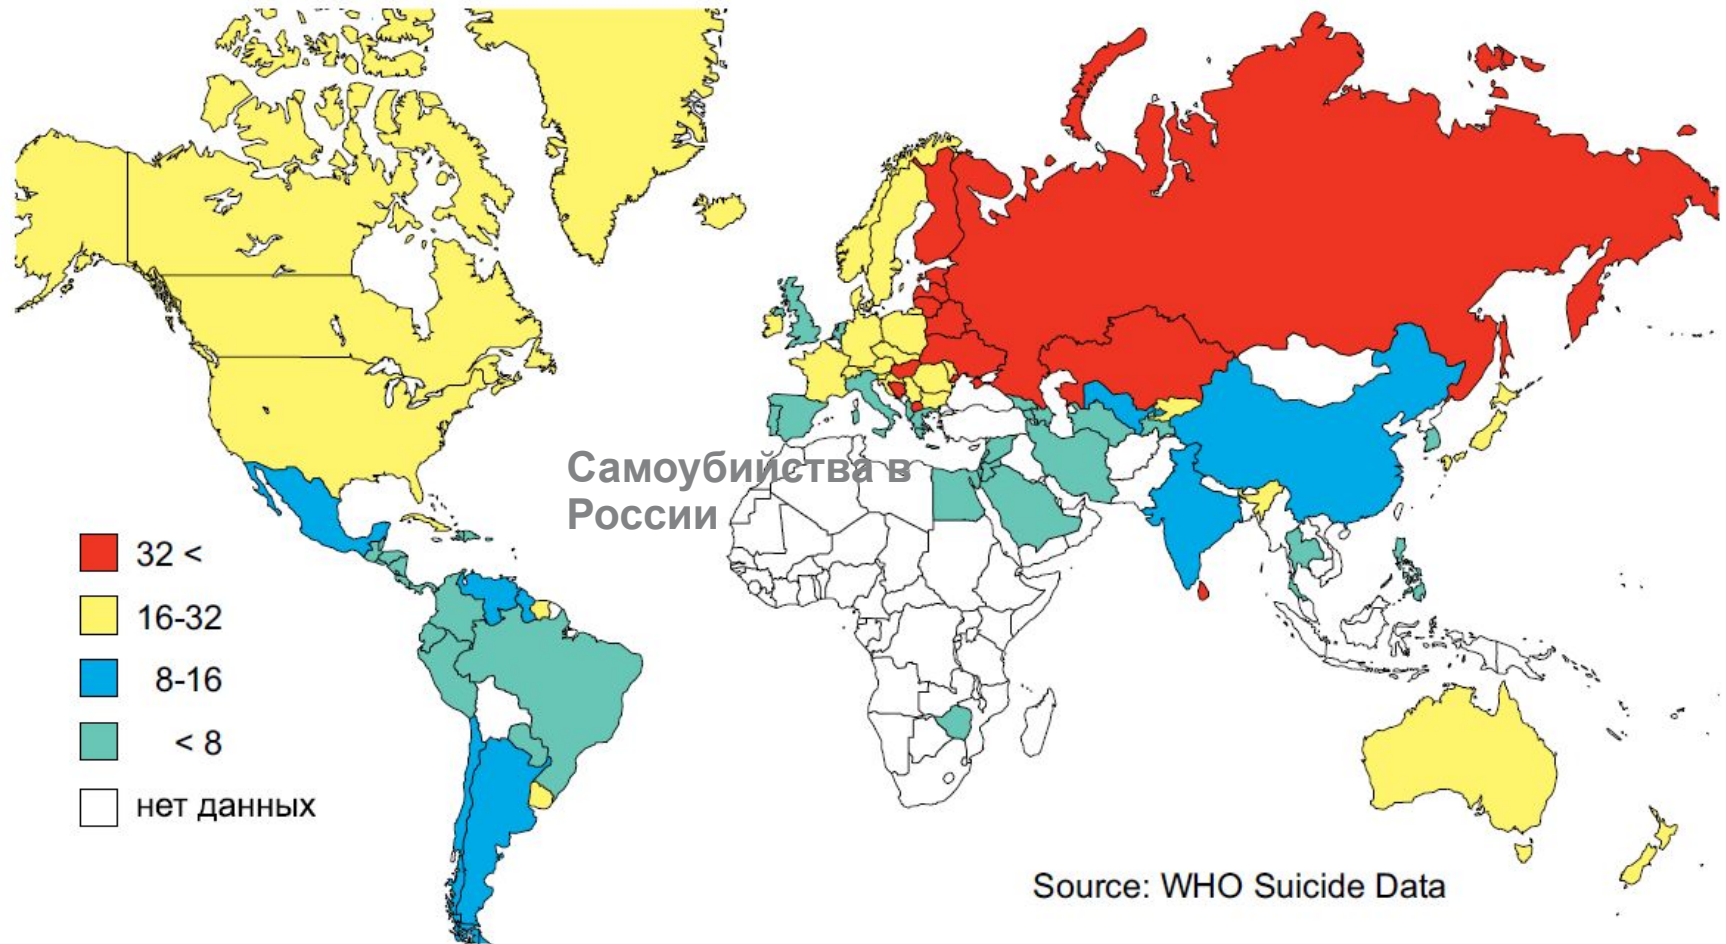 Самоубийства в
России
32 <
16-32
8-16
< 8
нет данных
Source: WHO Suicide Data